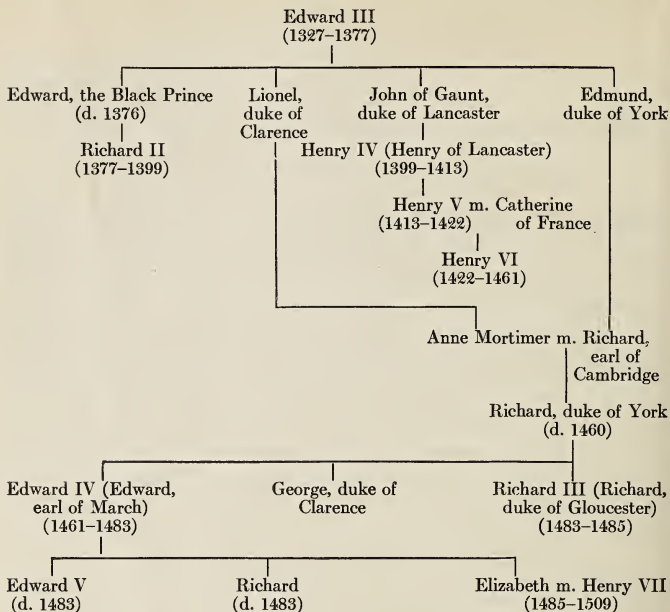 Edward III
(1327–1377)
Edward, the Black Prince
(d. 1376)
Richard II
(1377–1399)
Lionel,
duke of
Clarence
John of Gaunt,
duke of Lancaster
Henry IV (Henry of Lancaster)
(1399–1413)
Henry V m. Catherine
(1413–1422) of France
Henry VI
(1422–1461)
Edmund,
duke of York
Anne Mortimer m. Richard,
earl of
Cambridge
Richard, duke of York
(d. 1460)
Edward IV (Edward,
earl of March)
(1461–1483)
George, duke of
Clarence
Richard III (Richard,
duke of Gloucester)
(1483–1485)
Edward V
(d. 1483)
Richard
(d. 1483)
Elizabeth m. Henry VII
(1485–1509)